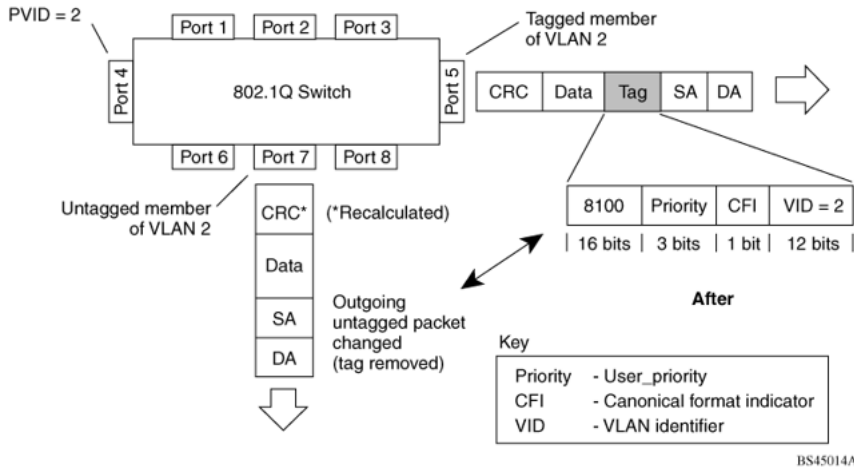 PVID = 2
Port 1
Port 2
Port 3
Tagged member
of VLAN 2
Port 4
802.1Q Switch
Port 5
CRC
Data
Tag
SA
DA
Port 6
Port 7
Port 8
Untagged member
of VLAN 2
CRC*
(*Recalculated)
8100
Priority
CFI
VID = 2
16 bits
3 bits
1 bit
12 bits
Data
After
SA
DA
Outgoing
untagged packet
changed
(tag removed)
Key
Priority - User_priority
CFI - Canonical format indicator
VID - VLAN identifier
BS45014A